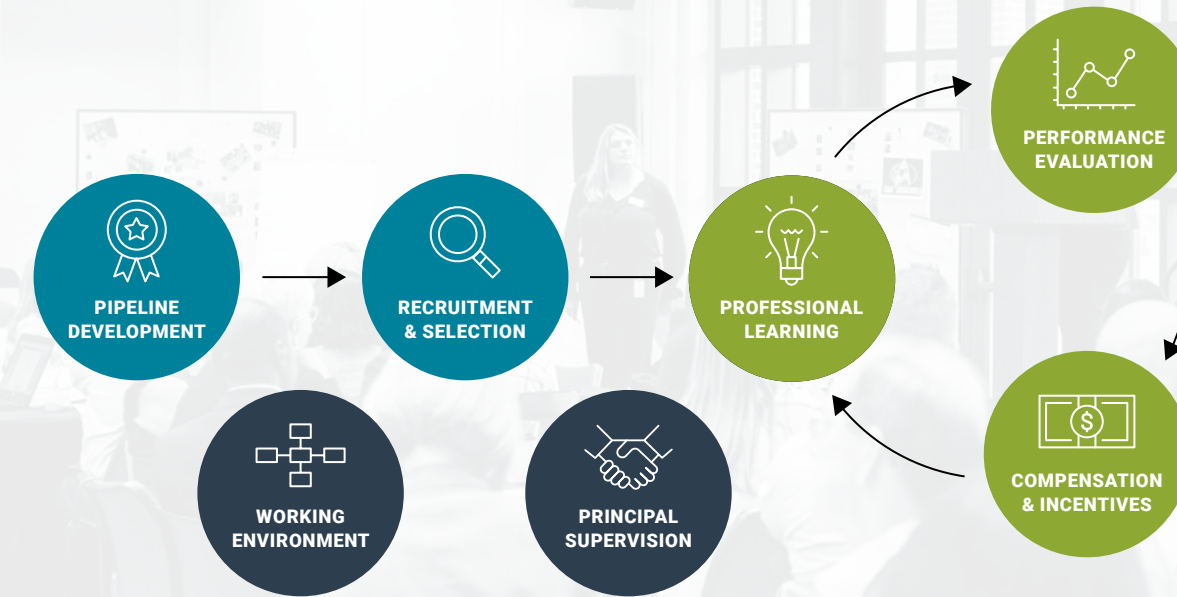 PERFORMANCE
EVALUATION
PIPELINE
DEVELOPMENT
RECRUITMENT
& SELECTION
PROFESSIONAL
LEARNING
COMPENSATION
& INCENTIVES
WORKING
ENVIRONMENT
PRINCIPAL
SUPERVISION
$